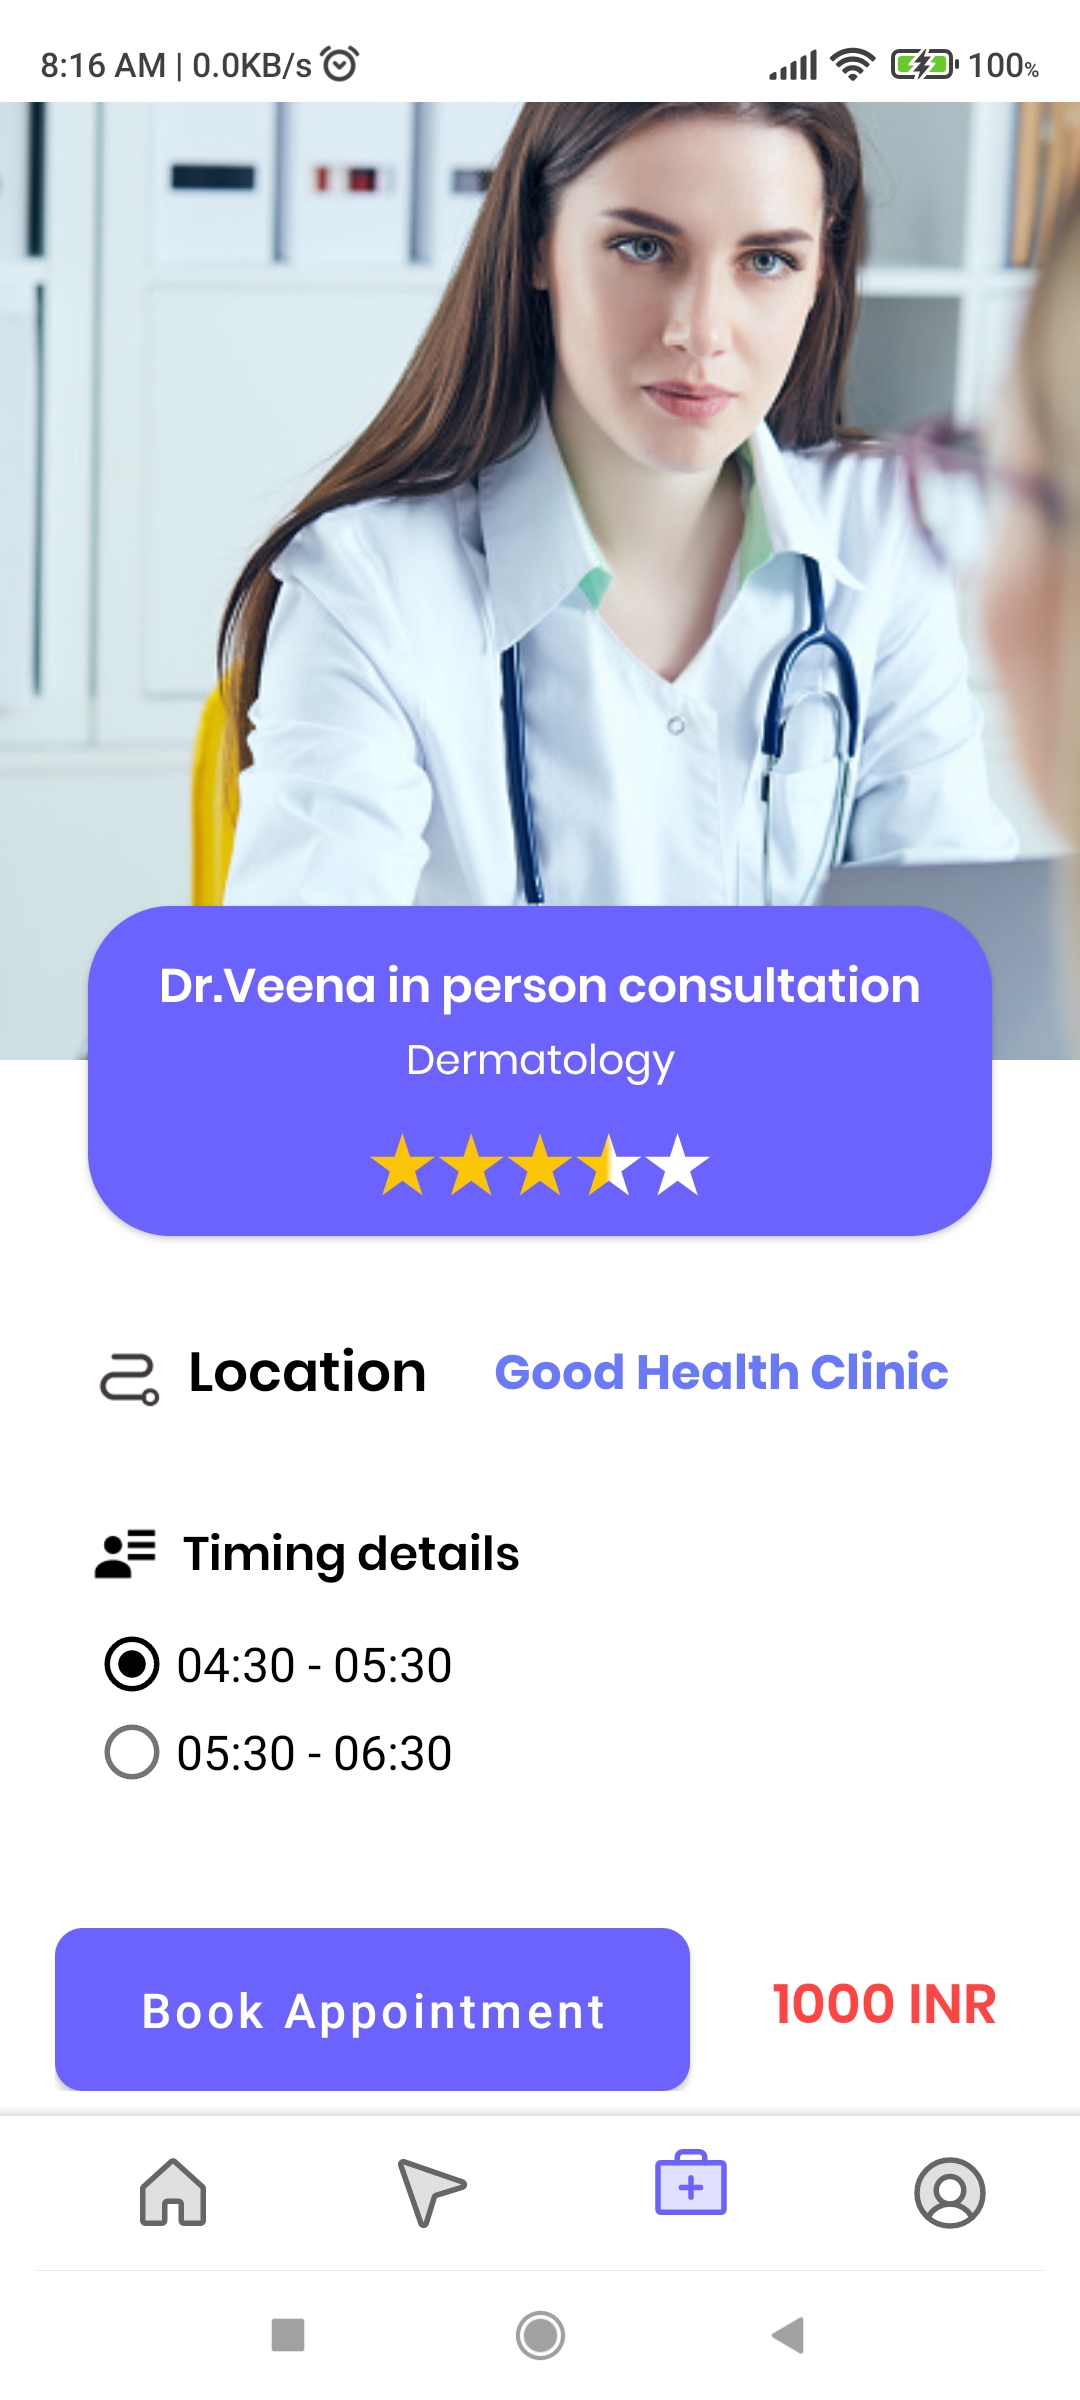 8:16 AM | 0.0KB/s 100%
Dr.Veena in person consultation
Dermatology
Location Good Health Clinic
Timing details
04:30 - 05:30
05:30 - 06:30
Book Appointment 1000 INR